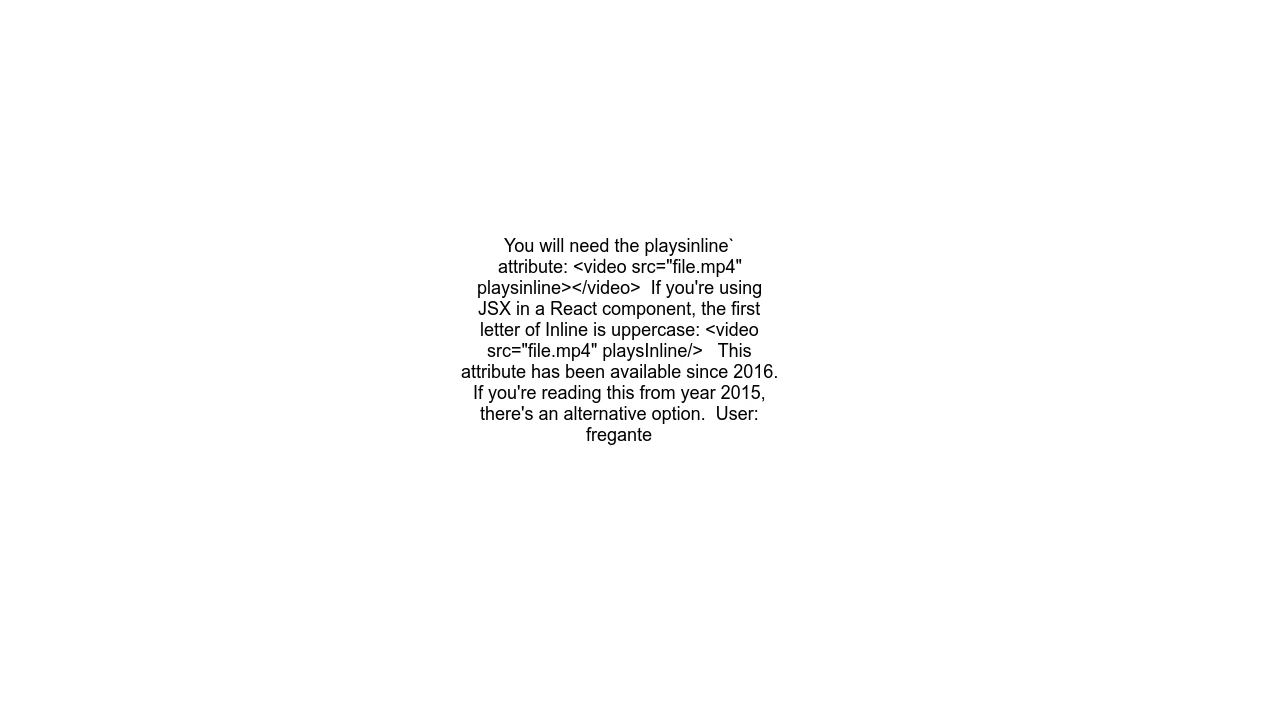 You will need the playsinline`
attribute: <video src="file.mp4"
playsinline></video>  If you're using
JSX in a React component, the first
letter of Inline is uppercase: <video
src="file.mp4" playsInline/>   This
attribute has been available since 2016.
If you're reading this from year 2015,
there's an alternative option.  User:
fregante